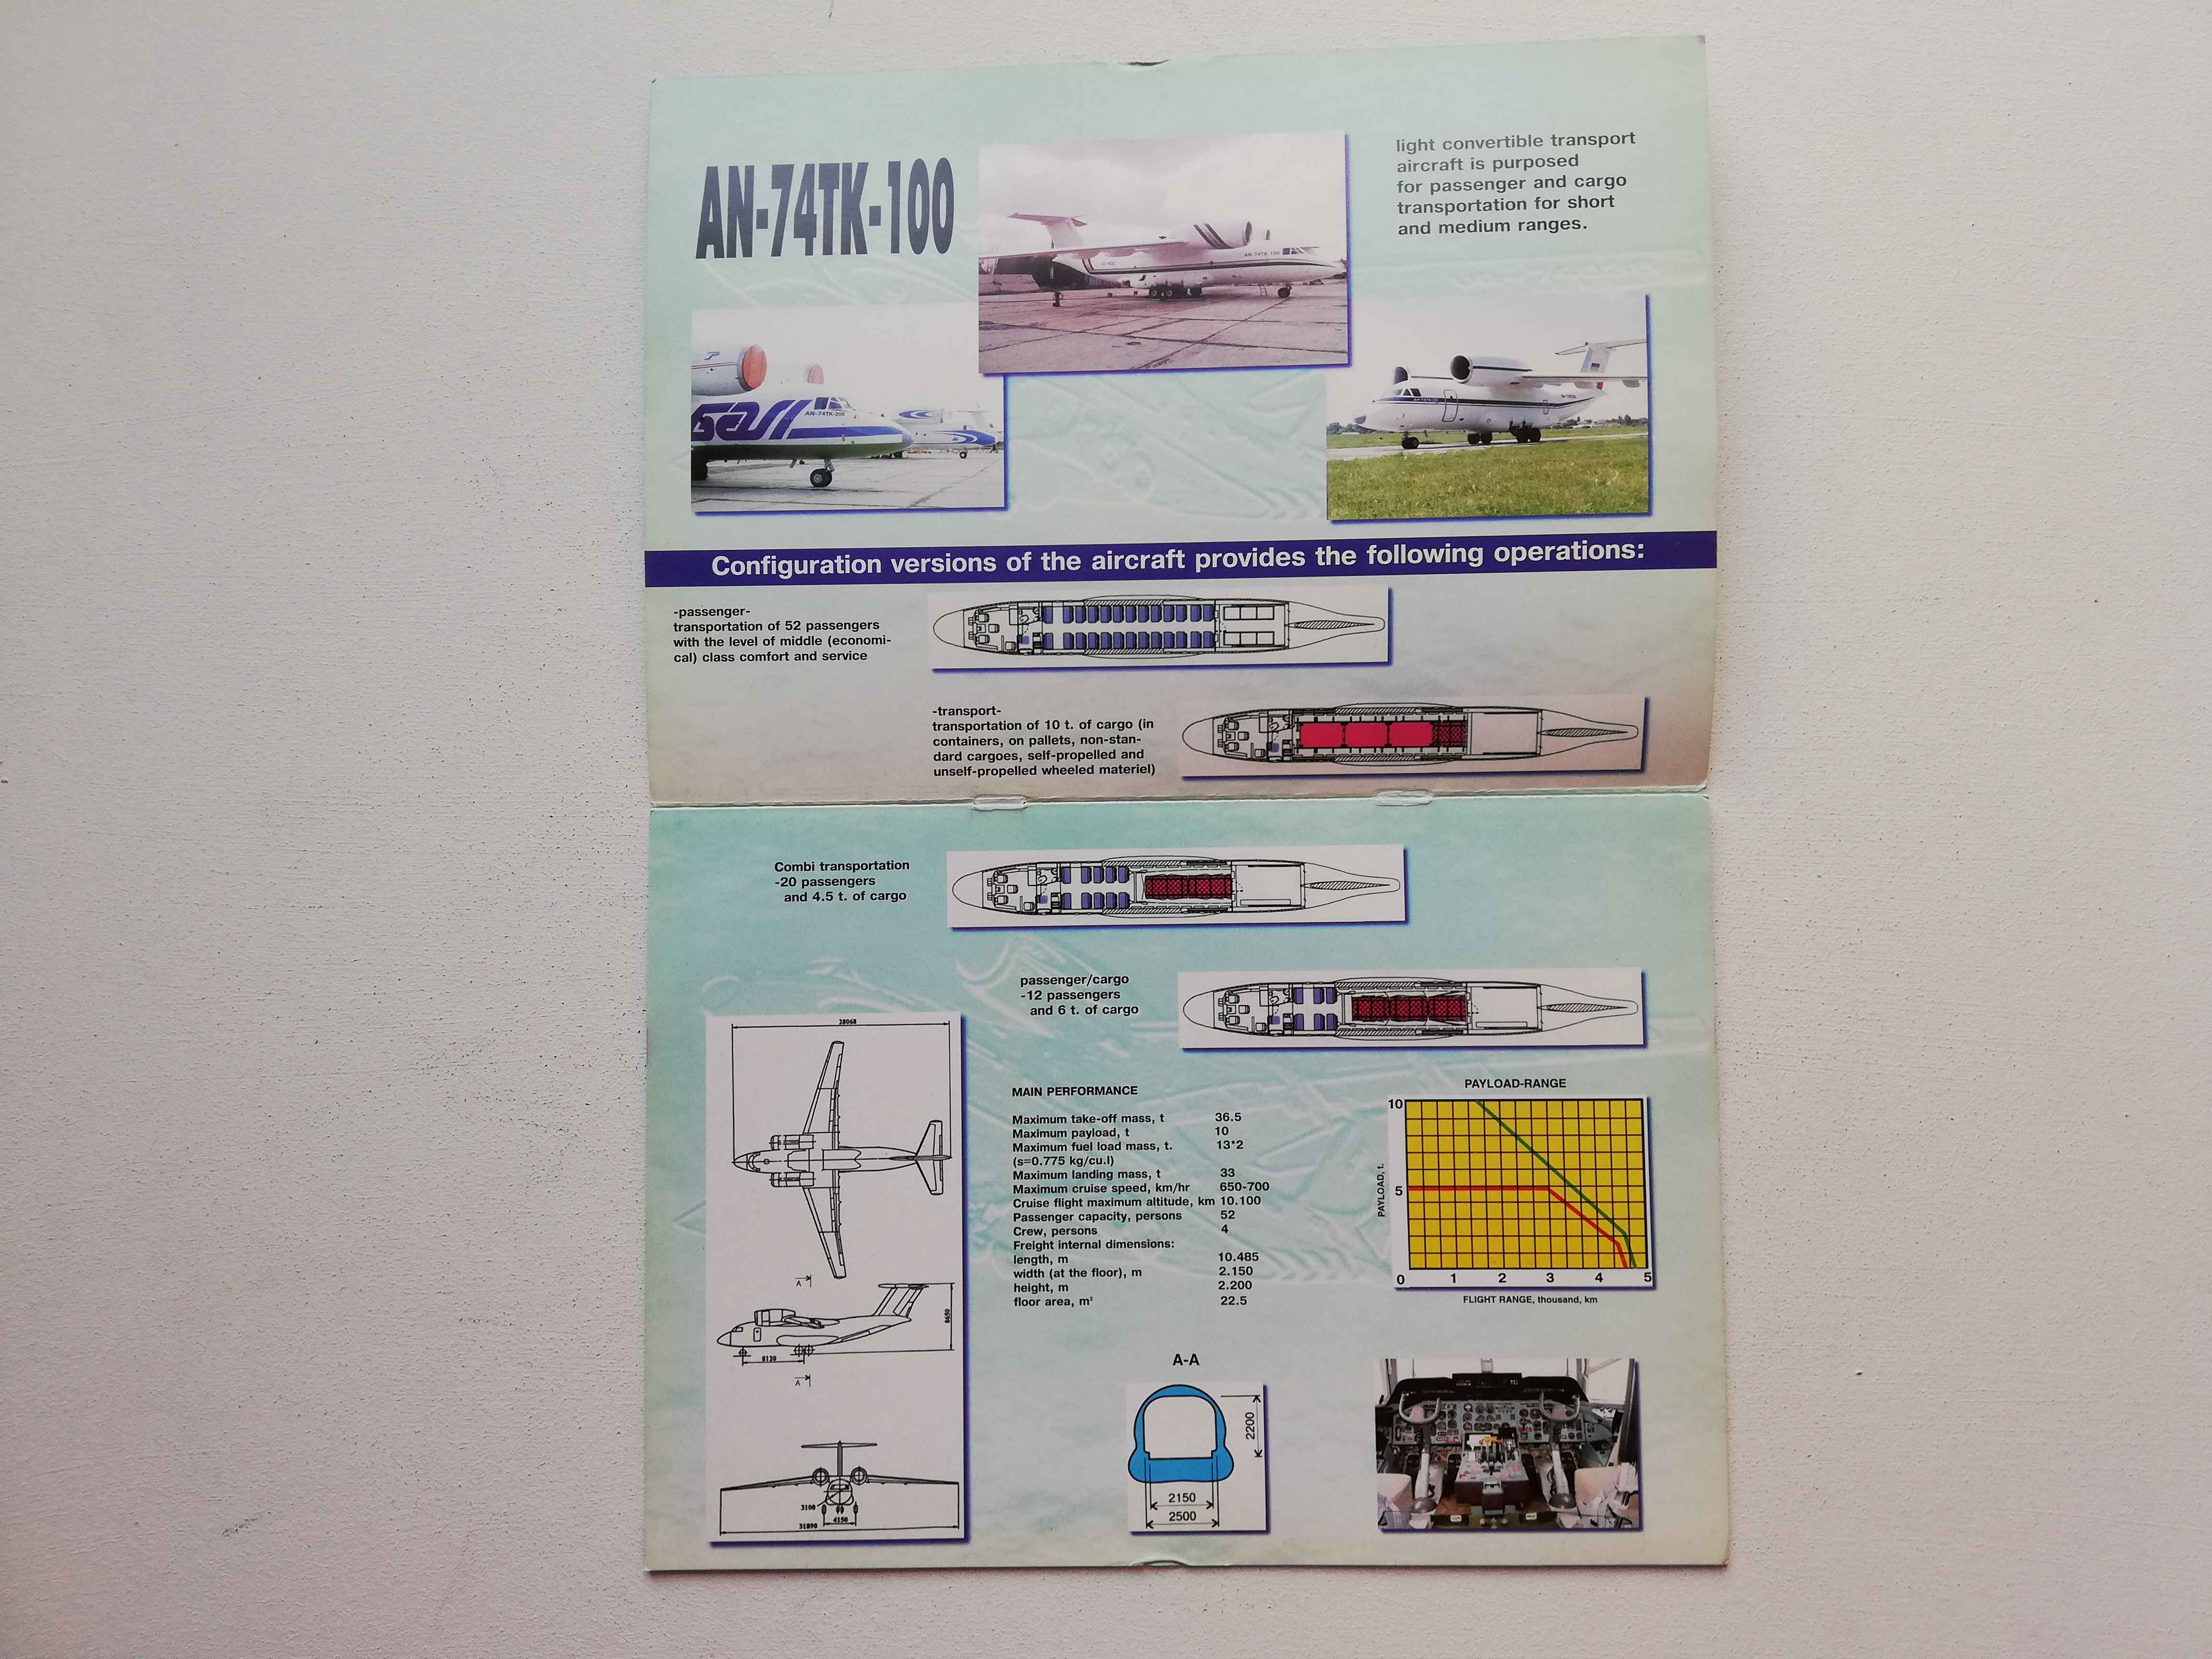 AN-74TK-100
light convertible transport
aircraft is purposed
for passenger and cargo
transportation for short
and medium ranges.
AN-74TK-100
AN-74TK-200
Configuration versions of the aircraft provides the following operations:
-passenger-
transportation of 52 passengers
with the level of middle (economi-
cal) class comfort and service
-transport-
transportation of 10 t. of cargo (in
containers, on pallets, non-stan-
dard cargoes, self-propelled and
unself-propelled wheeled materiel)
Combi transportation
-20 passengers
and 4.5 t. of cargo
passenger/cargo
-12 passengers
and 6 t. of cargo
28068
A
8650
8120
A
3100
4150
31890
MAIN PERFORMANCE
Maximum take-off mass, t 36.5
Maximum payload, t 10
Maximum fuel load mass, t. 13*2
(s=0.775 kg/cu.l)
Maximum landing mass, t 33
Maximum cruise speed, km/hr 650-700
Cruise flight maximum altitude, km 10.100
Passenger capacity, persons 52
Crew, persons 4
Freight internal dimensions:
length, m 10.485
width (at the floor), m 2.150
height, m 2.200
floor area, m² 22.5
PAYLOAD-RANGE
10
5
PAYLOAD, t.
0 1 2 3 4 5
FLIGHT RANGE, thousand, km
A-A
2200
2150
2500